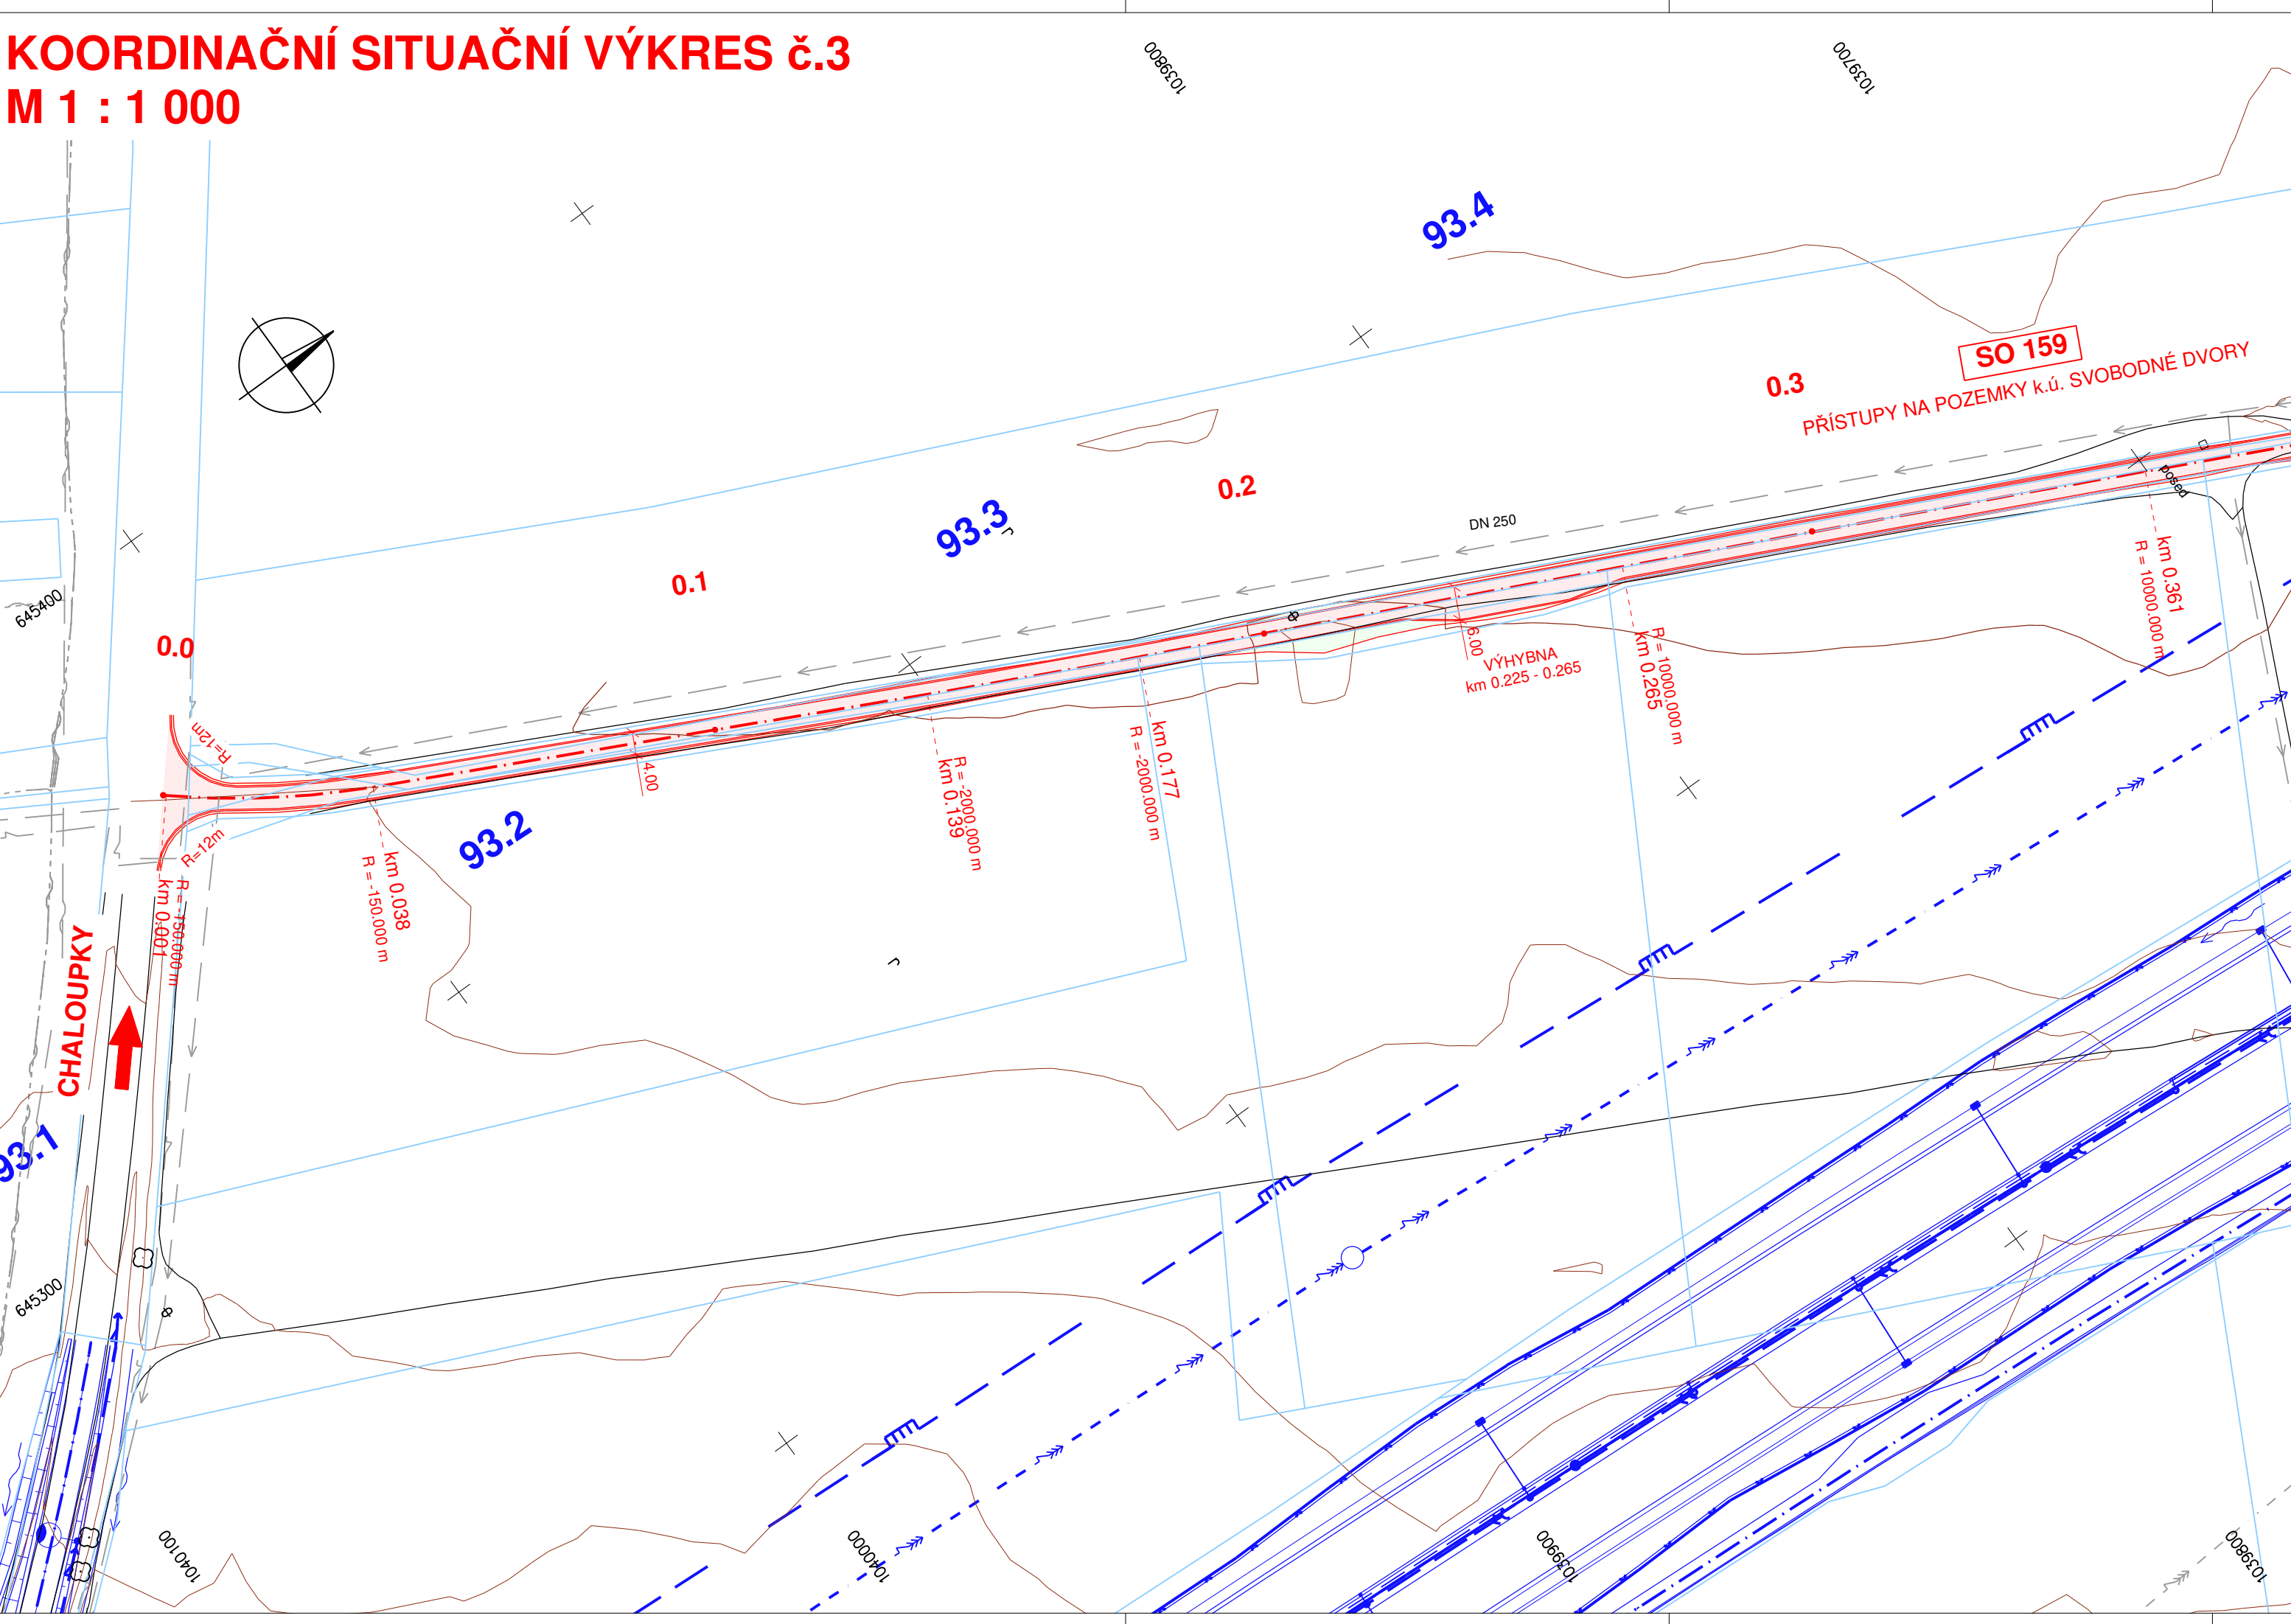 KOORDINAČNÍ SITUAČNÍ VÝKRES č.3
M 1 : 1 000
1039800
1039700
93.4
SO 159
PŘÍSTUPY NA POZEMKY k.ú. SVOBODNÉ DVORY
0.3
0.2
93.3
r
DN 250
posed
0.1
645400
0.0
R=12m
R=12m
4.00
6.00
VÝHYBNA
km 0.225 - 0.265
km 0.361
R = 10000.000 m
R = 10000.000 m
km 0.265
km 0.177
R = -2000.000 m
R = -2000.000 m
km 0.139
93.2
km 0.038
R = -150.000 m
R = -150.000 m
km 0.001
CHALOUPKY
r
93.1
645300
1040100
1040000
1039900
1039800